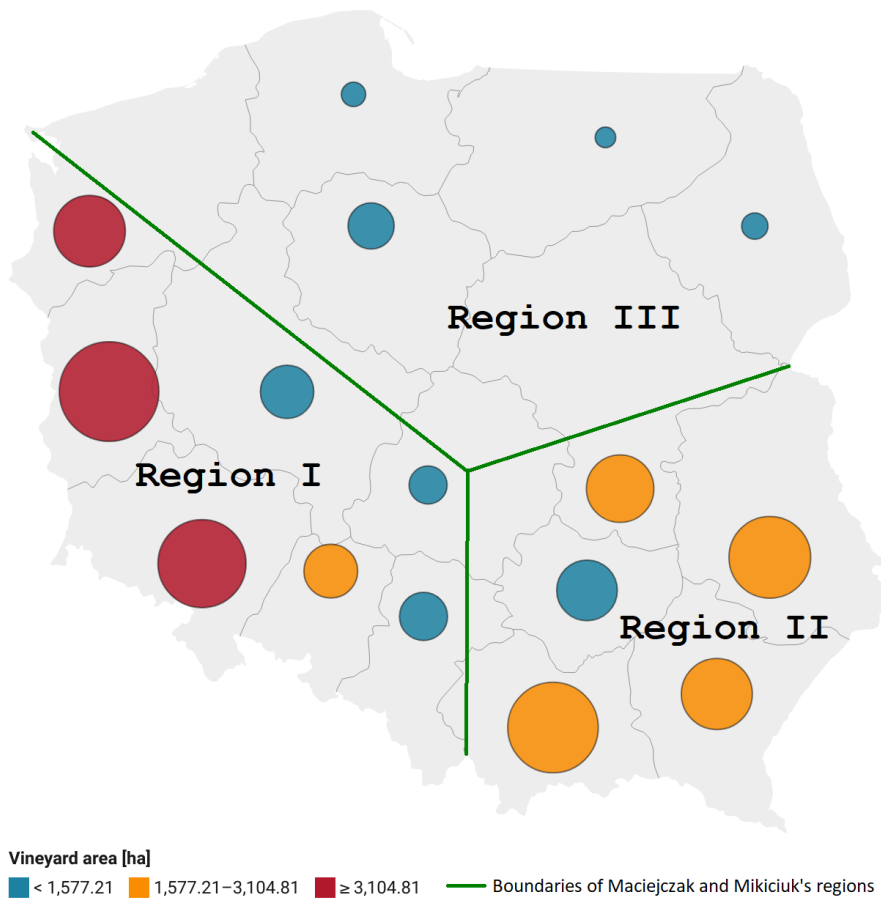 Region III
Region I
Region II
Vineyard area [ha]
< 1,577.21 1,577.21–3,104.81 ≥ 3,104.81 Boundaries of Maciejczak and Mikiciuk's regions